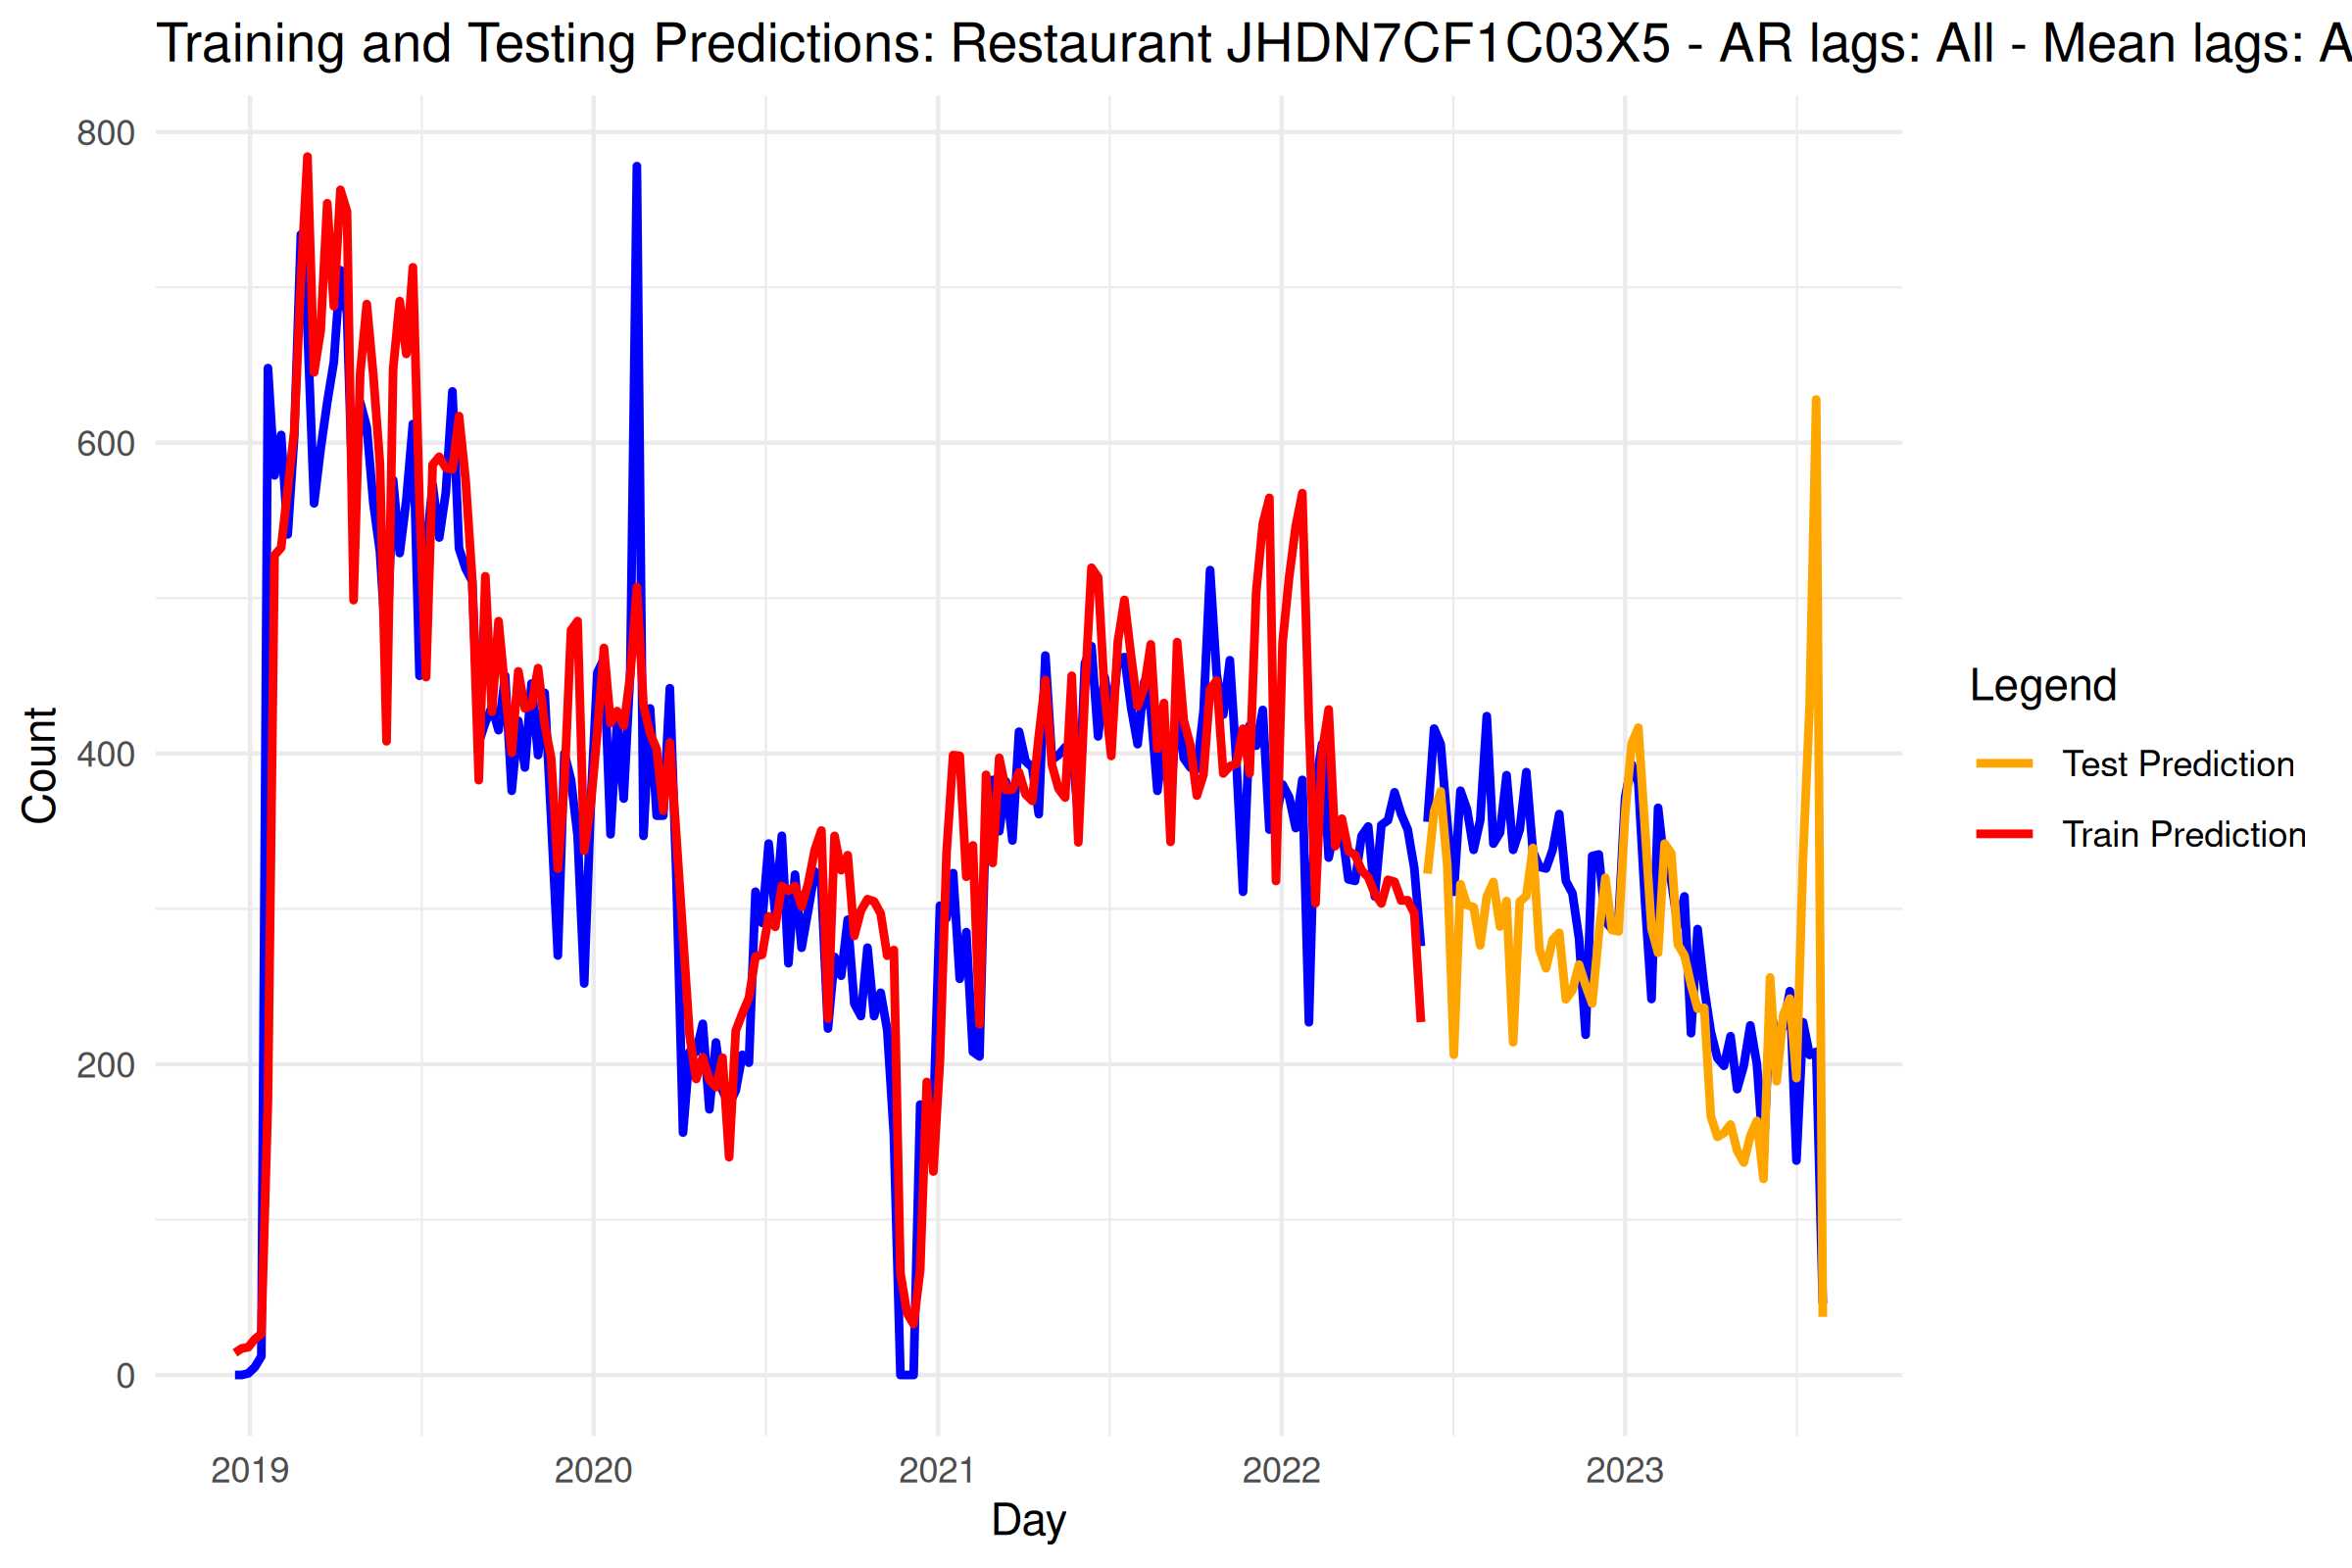 Training and Testing Predictions: Restaurant JHDN7CF1C03X5 - AR lags: All - Mean lags: A
800
600
400
200
0
Count
2019
2020
2021
2022
2023
Day
Legend
Test Prediction
Train Prediction